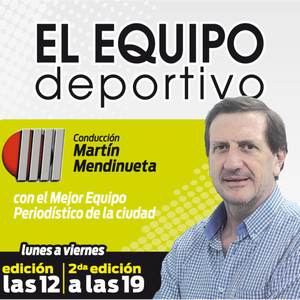 EL EQUIPO
deportivo
Conducción
Martín
Mendinueta
con el Mejor Equipo
Periodístico de la ciudad
lunes a viernes
edición
las 12
2da edición
a las 19